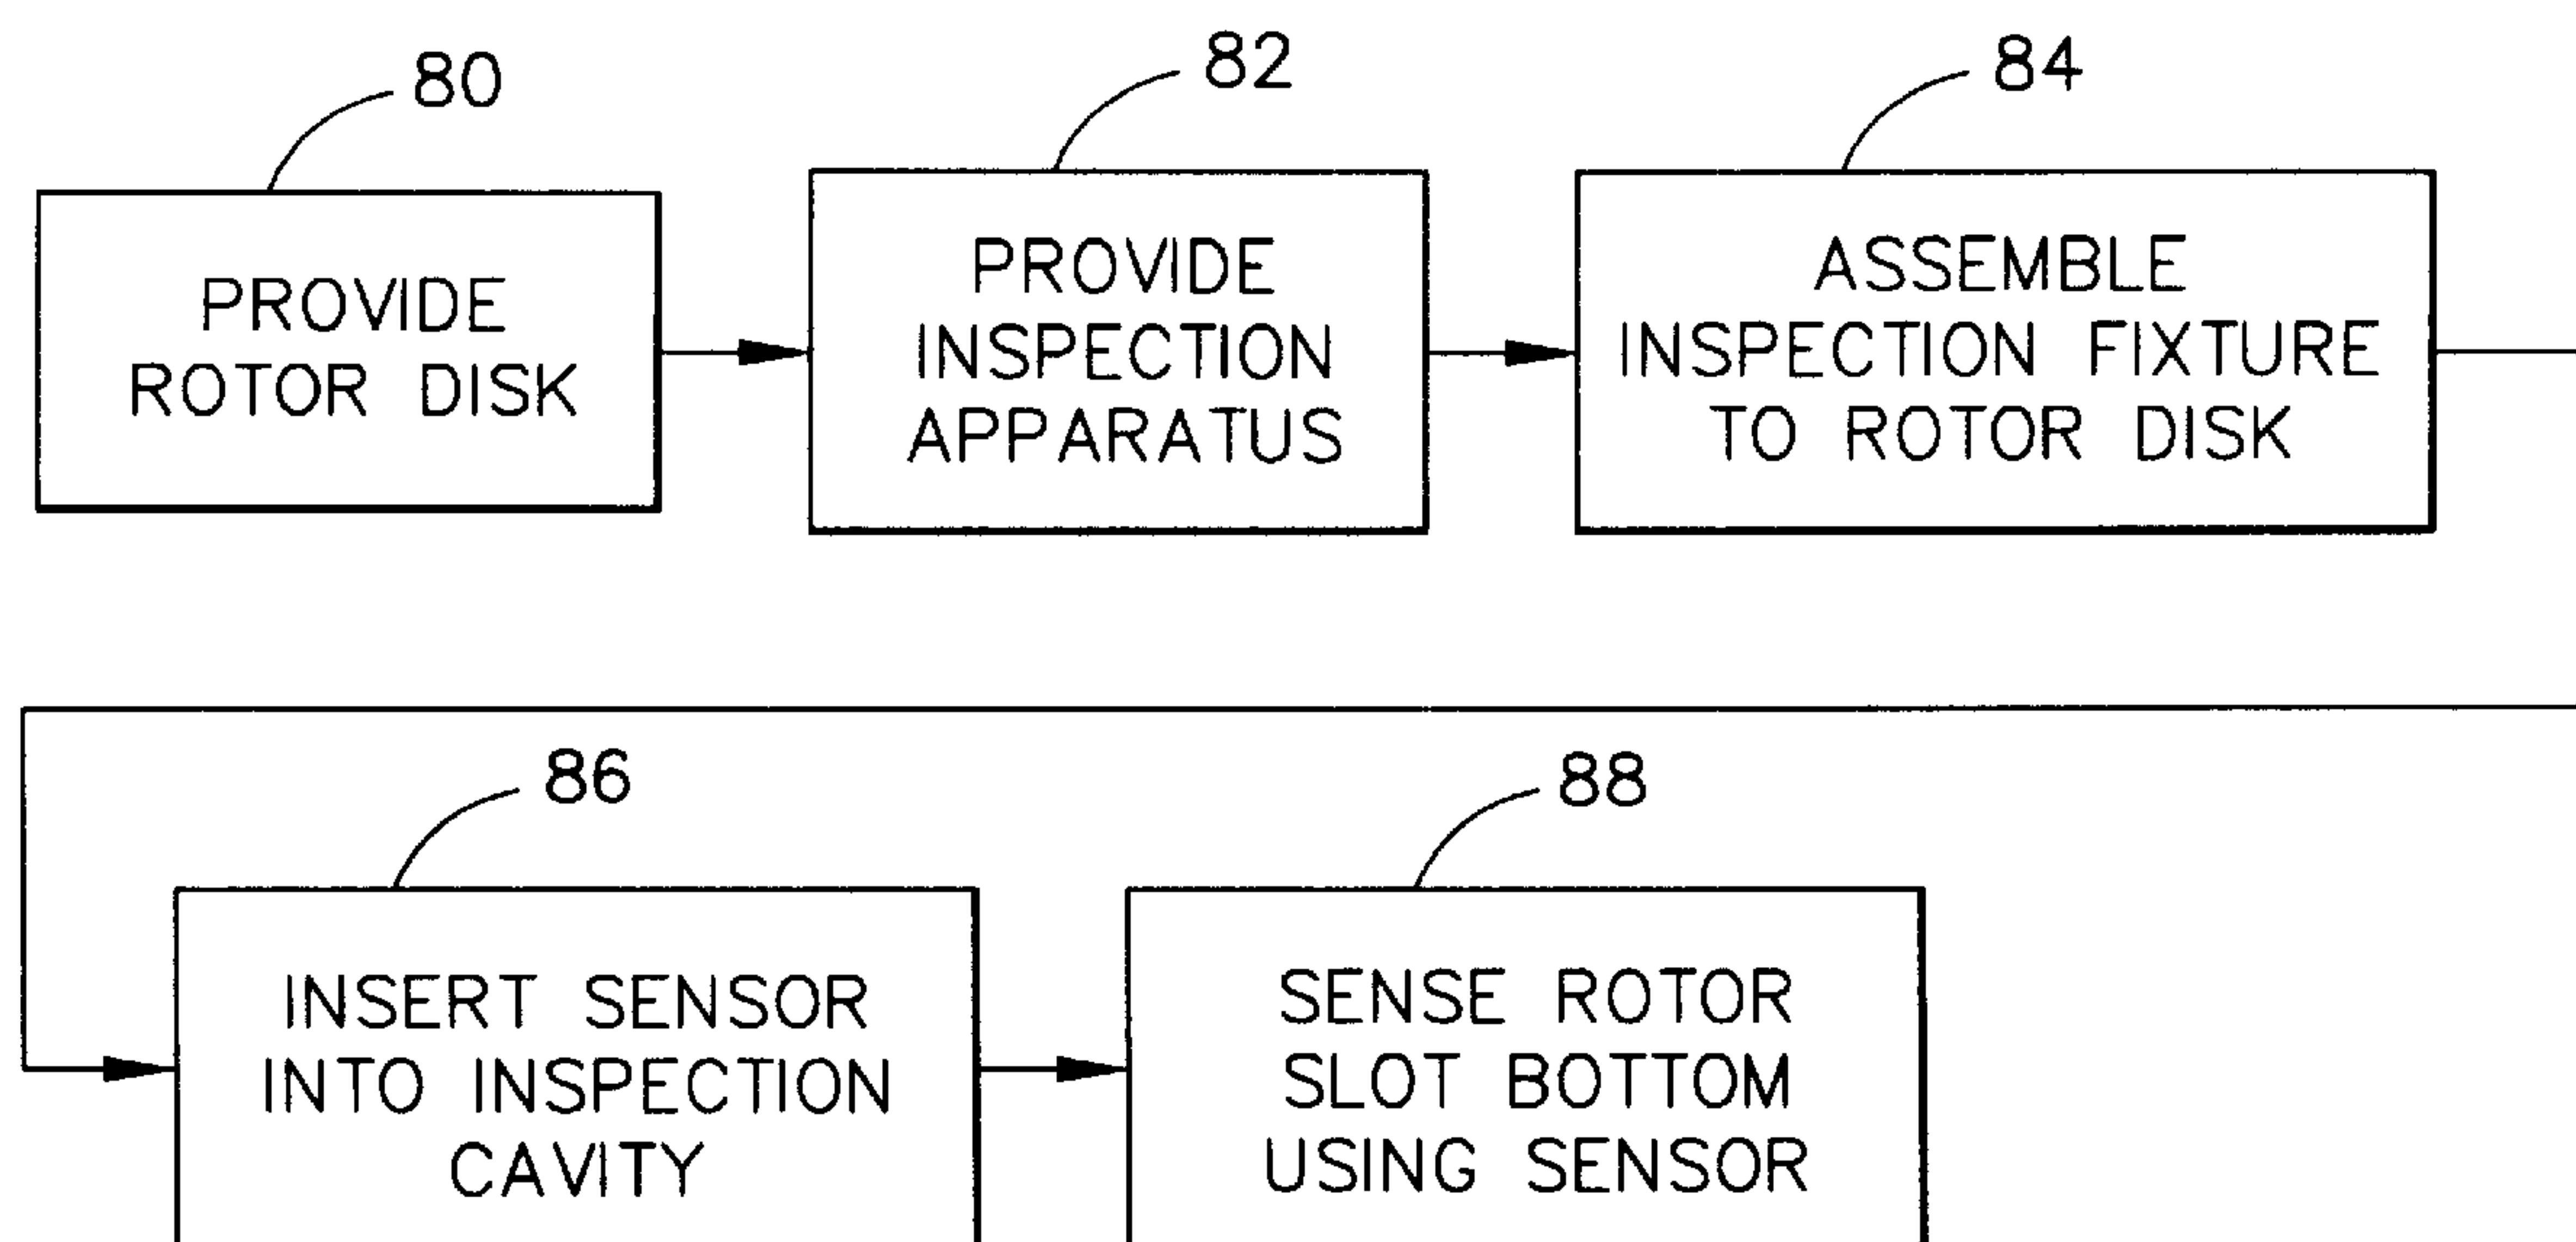 80
PROVIDE
ROTOR DISK
82
PROVIDE
INSPECTION
APPARATUS
84
ASSEMBLE
INSPECTION FIXTURE
TO ROTOR DISK
86
INSERT SENSOR
INTO INSPECTION
CAVITY
88
SENSE ROTOR
SLOT BOTTOM
USING SENSOR